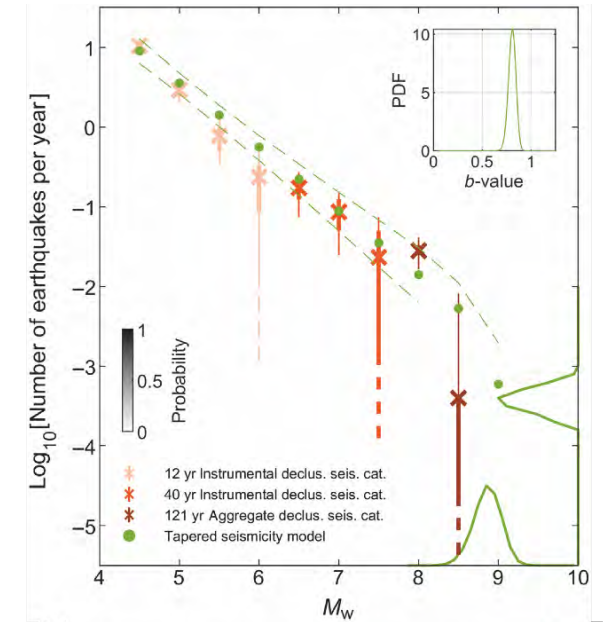 1
0
−1
−2
−3
−4
−5
Log10[Number of earthquakes per year]
4
5
6
7
8
9
10
Mw
10
5
0
PDF
0
0.5
1
b-value
1
0.5
0
Probability
12 yr Instrumental declus. seis. cat.
40 yr Instrumental declus. seis. cat.
121 yr Aggregate declus. seis. cat.
Tapered seismicity model